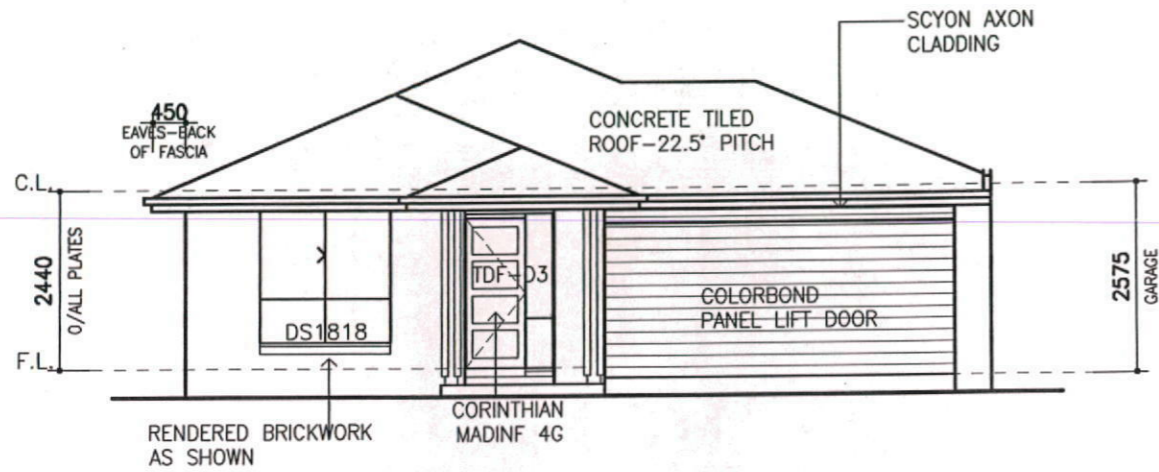 SCYON AXON
CLADDING
450
EAVES-BACK
OF FASCIA
CONCRETE TILED
ROOF-22.5° PITCH
C.L.
2440
O/ALL PLATES
TDF-D3
2575
GARAGE
COLORBOND
PANEL LIFT DOOR
DS1818
F.L.
CORINTHIAN
MADINF 4G
RENDERED BRICKWORK
AS SHOWN